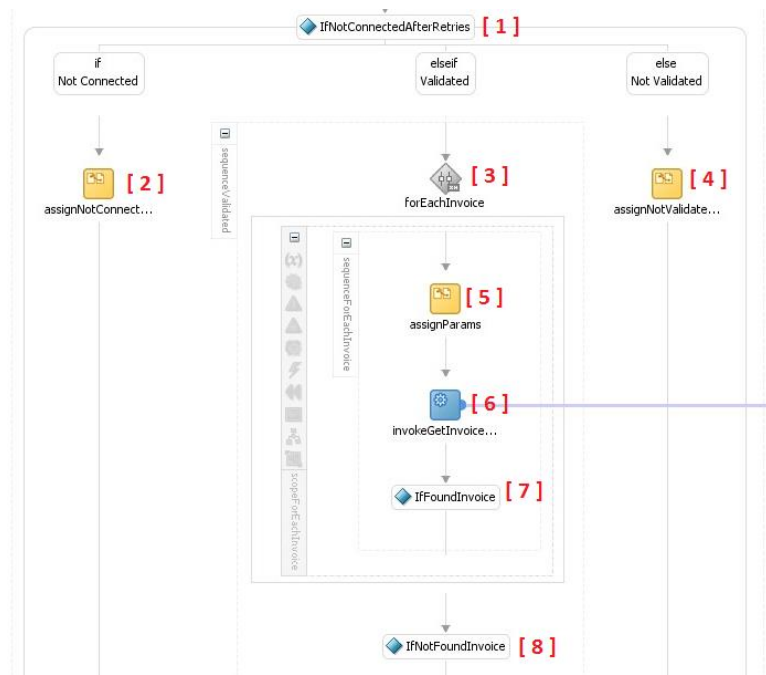 IfNotConnectedAfterRetries [ 1 ]
if
Not Connected
elseif
Validated
else
Not Validated
sequenceValidated
[ 2 ]
assignNotConnect...
[ 3 ]
forEachInvoice
[ 4 ]
assignNotValidate...
(x)
scopeForEachInvoice
sequenceForEachInvoice
[ 5 ]
assignParams
[ 6 ]
invokeGetInvoice...
IfFoundInvoice [ 7 ]
IfNotFoundInvoice [ 8 ]